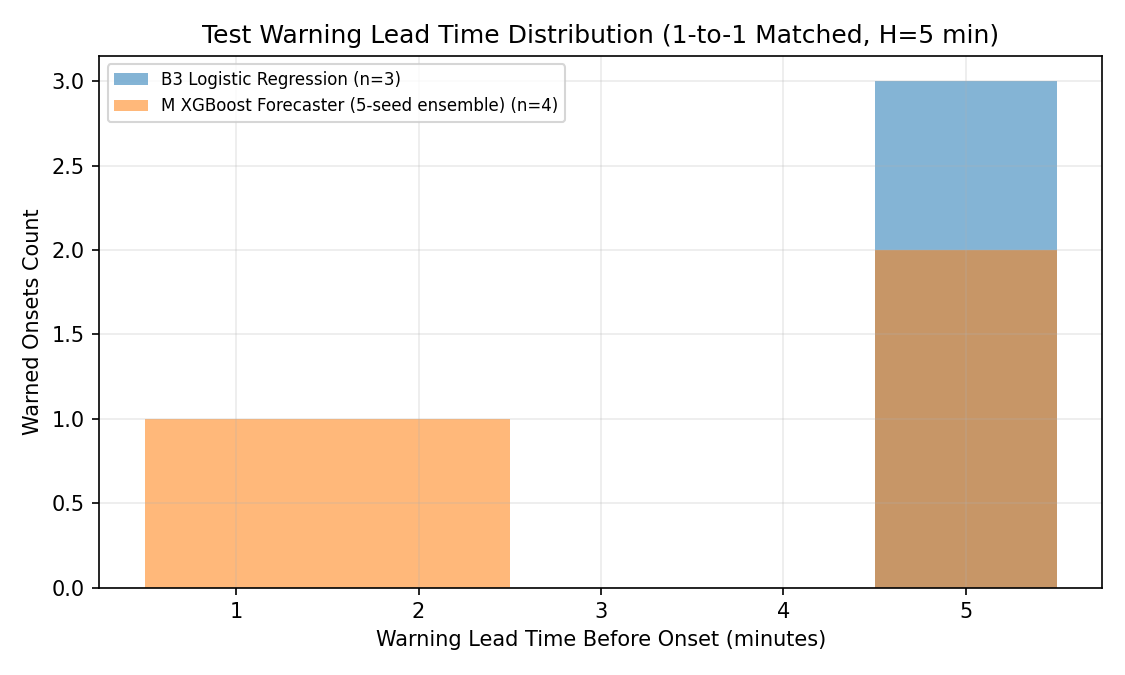 Test Warning Lead Time Distribution (1-to-1 Matched, H=5 min)
B3 Logistic Regression (n=3)
M XGBoost Forecaster (5-seed ensemble) (n=4)
Warned Onsets Count
3.0
2.5
2.0
1.5
1.0
0.5
0.0
1 2 3 4 5
Warning Lead Time Before Onset (minutes)